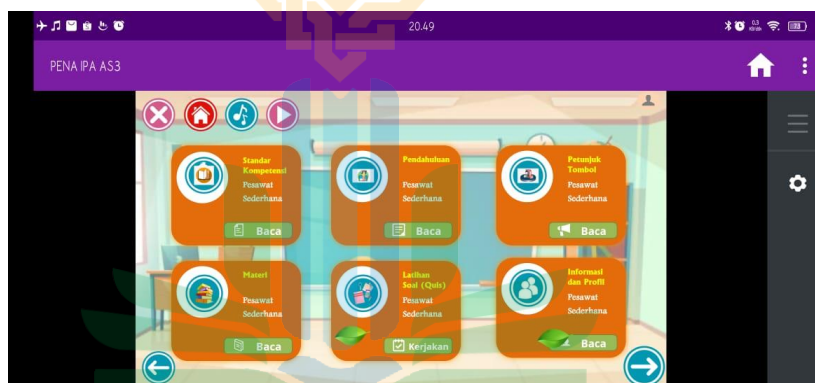 20.49
PENA IPA AS3
Standar
Kompetensi
Pesawat
Sederhana
Baca
Pendahuluan
Pesawat
Sederhana
Baca
Petunjuk
Tombol
Pesawat
Sederhana
Baca
Materi
Pesawat
Sederhana
Baca
Latihan
Soal (Quis)
Pesawat
Sederhana
Kerjakan
Informasi
dan Profil
Pesawat
Sederhana
Baca